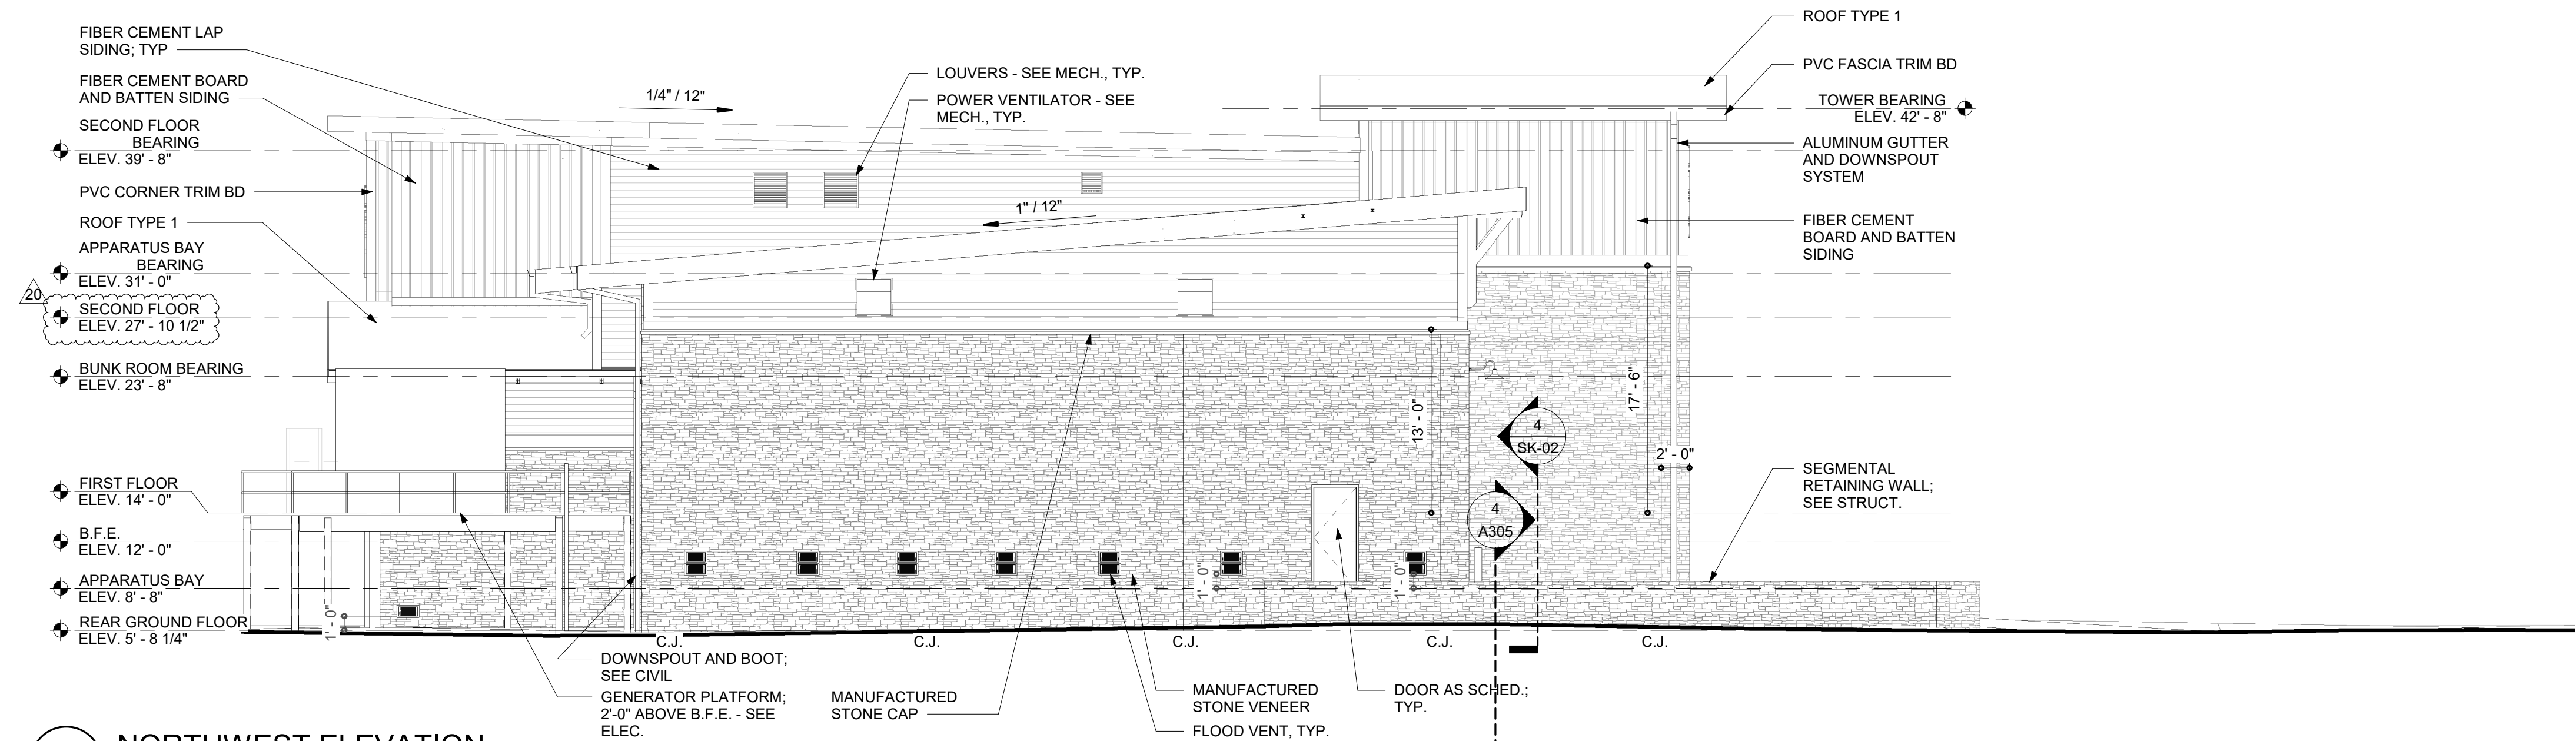 FIBER CEMENT LAP
SIDING; TYP
FIBER CEMENT BOARD
AND BATTEN SIDING
SECOND FLOOR
BEARING
ELEV. 39' - 8"
PVC CORNER TRIM BD
ROOF TYPE 1
APPARATUS BAY
BEARING
ELEV. 31' - 0"
20
SECOND FLOOR
ELEV. 27' - 10 1/2"
BUNK ROOM BEARING
ELEV. 23' - 8"
FIRST FLOOR
ELEV. 14' - 0"
B.F.E.
ELEV. 12' - 0"
APPARATUS BAY
ELEV. 8' - 8"
REAR GROUND FLOOR
ELEV. 5' - 8 1/4"
1/4" / 12"
LOUVERS - SEE MECH., TYP.
POWER VENTILATOR - SEE
MECH., TYP.
1" / 12"
ROOF TYPE 1
PVC FASCIA TRIM BD
TOWER BEARING
ELEV. 42' - 8"
ALUMINUM GUTTER
AND DOWNSPOUT
SYSTEM
FIBER CEMENT
BOARD AND BATTEN
SIDING
13' - 0"
17' - 6"
4
SK-02
2' - 0"
4
A305
SEGMENTAL
RETAINING WALL;
SEE STRUCT.
1' - 0"
1' - 0"
1' - 0"
C.J.
C.J.
C.J.
C.J.
C.J.
DOWNSPOUT AND BOOT;
SEE CIVIL
GENERATOR PLATFORM;
2'-0" ABOVE B.F.E. - SEE
ELEC.
MANUFACTURED
STONE CAP
MANUFACTURED
STONE VENEER
FLOOD VENT, TYP.
DOOR AS SCHED.;
TYP.
NORTHWEST ELEVATION